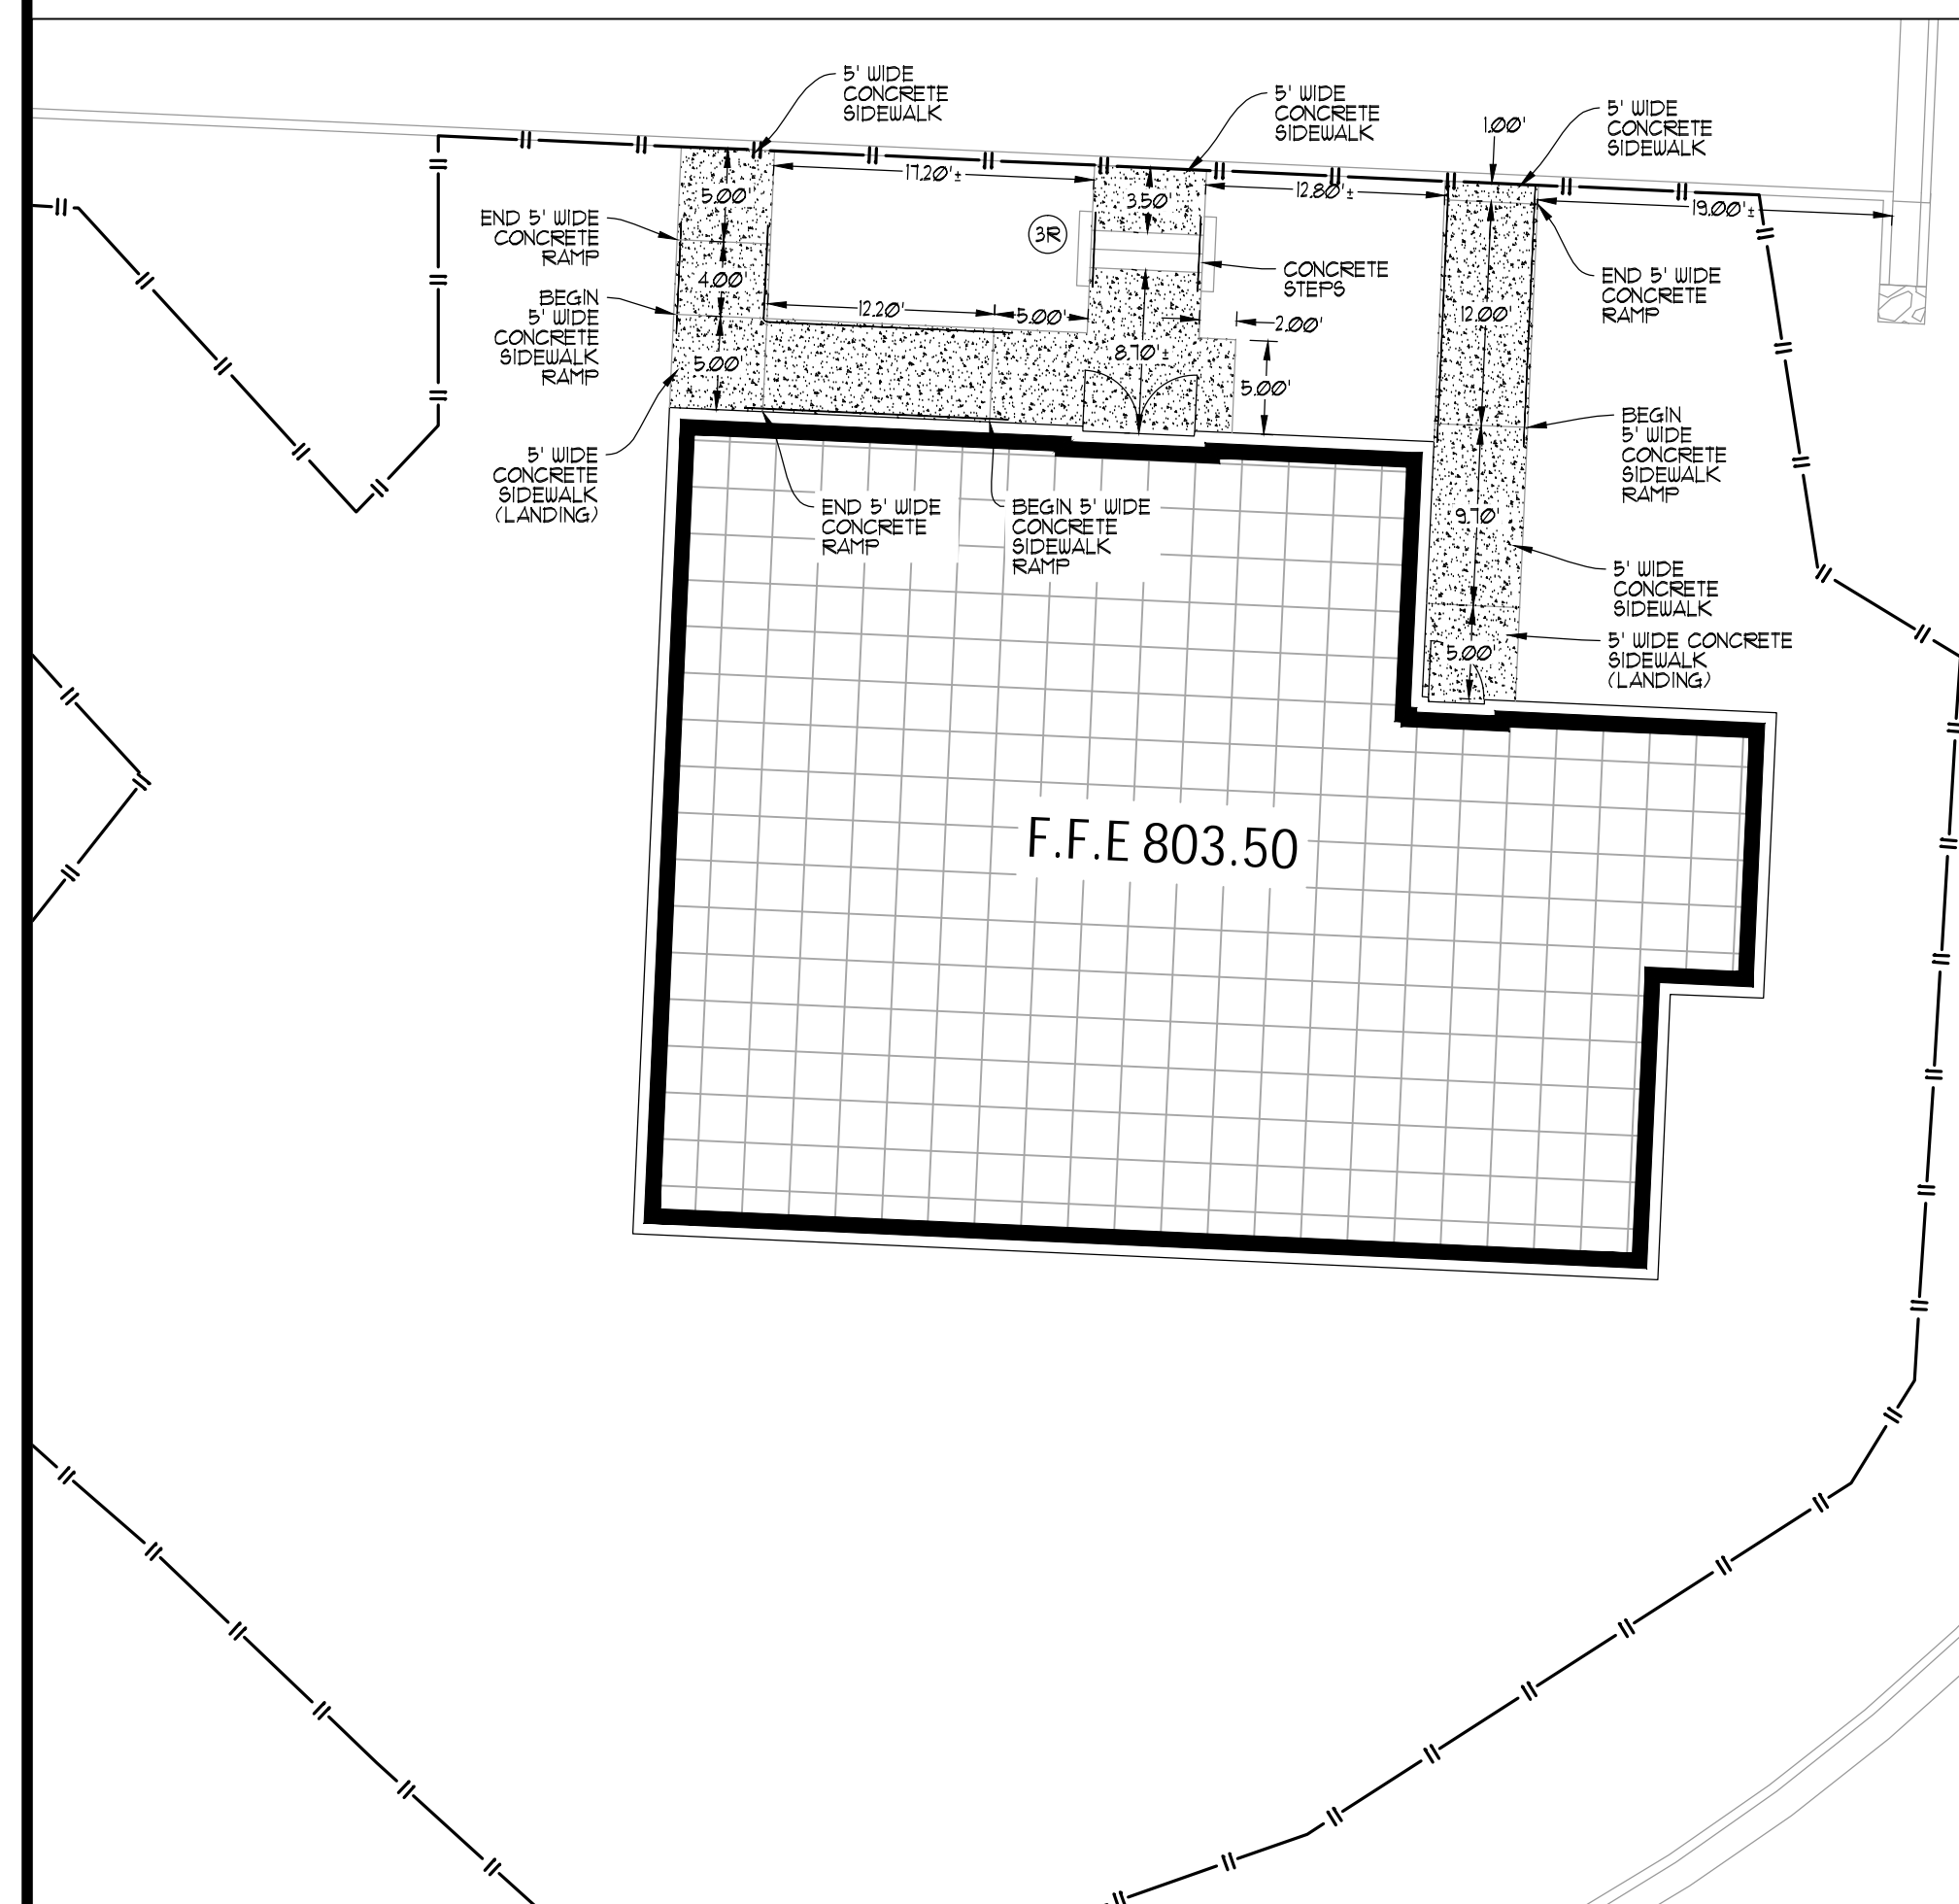 5' WIDE
CONCRETE
SIDEWALK
5' WIDE
CONCRETE
SIDEWALK
1.00'
5' WIDE
CONCRETE
SIDEWALK
17.20'±
12.80'±
19.00'±
5.00'
3.50'
END 5' WIDE
CONCRETE
RAMP
3R
4.00'
CONCRETE
STEPS
END 5' WIDE
CONCRETE
RAMP
BEGIN
5' WIDE
CONCRETE
SIDEWALK
RAMP
12.20'
5.00'
2.00'
12.00'
5.00'
8.70'±
5.00'
BEGIN
5' WIDE
CONCRETE
SIDEWALK
RAMP
5' WIDE
CONCRETE
SIDEWALK
(LANDING)
END 5' WIDE
CONCRETE
RAMP
BEGIN 5' WIDE
CONCRETE
SIDEWALK
RAMP
9.70'
5' WIDE
CONCRETE
SIDEWALK
5.00'
5' WIDE CONCRETE
SIDEWALK
(LANDING)
F.F.E 803.50